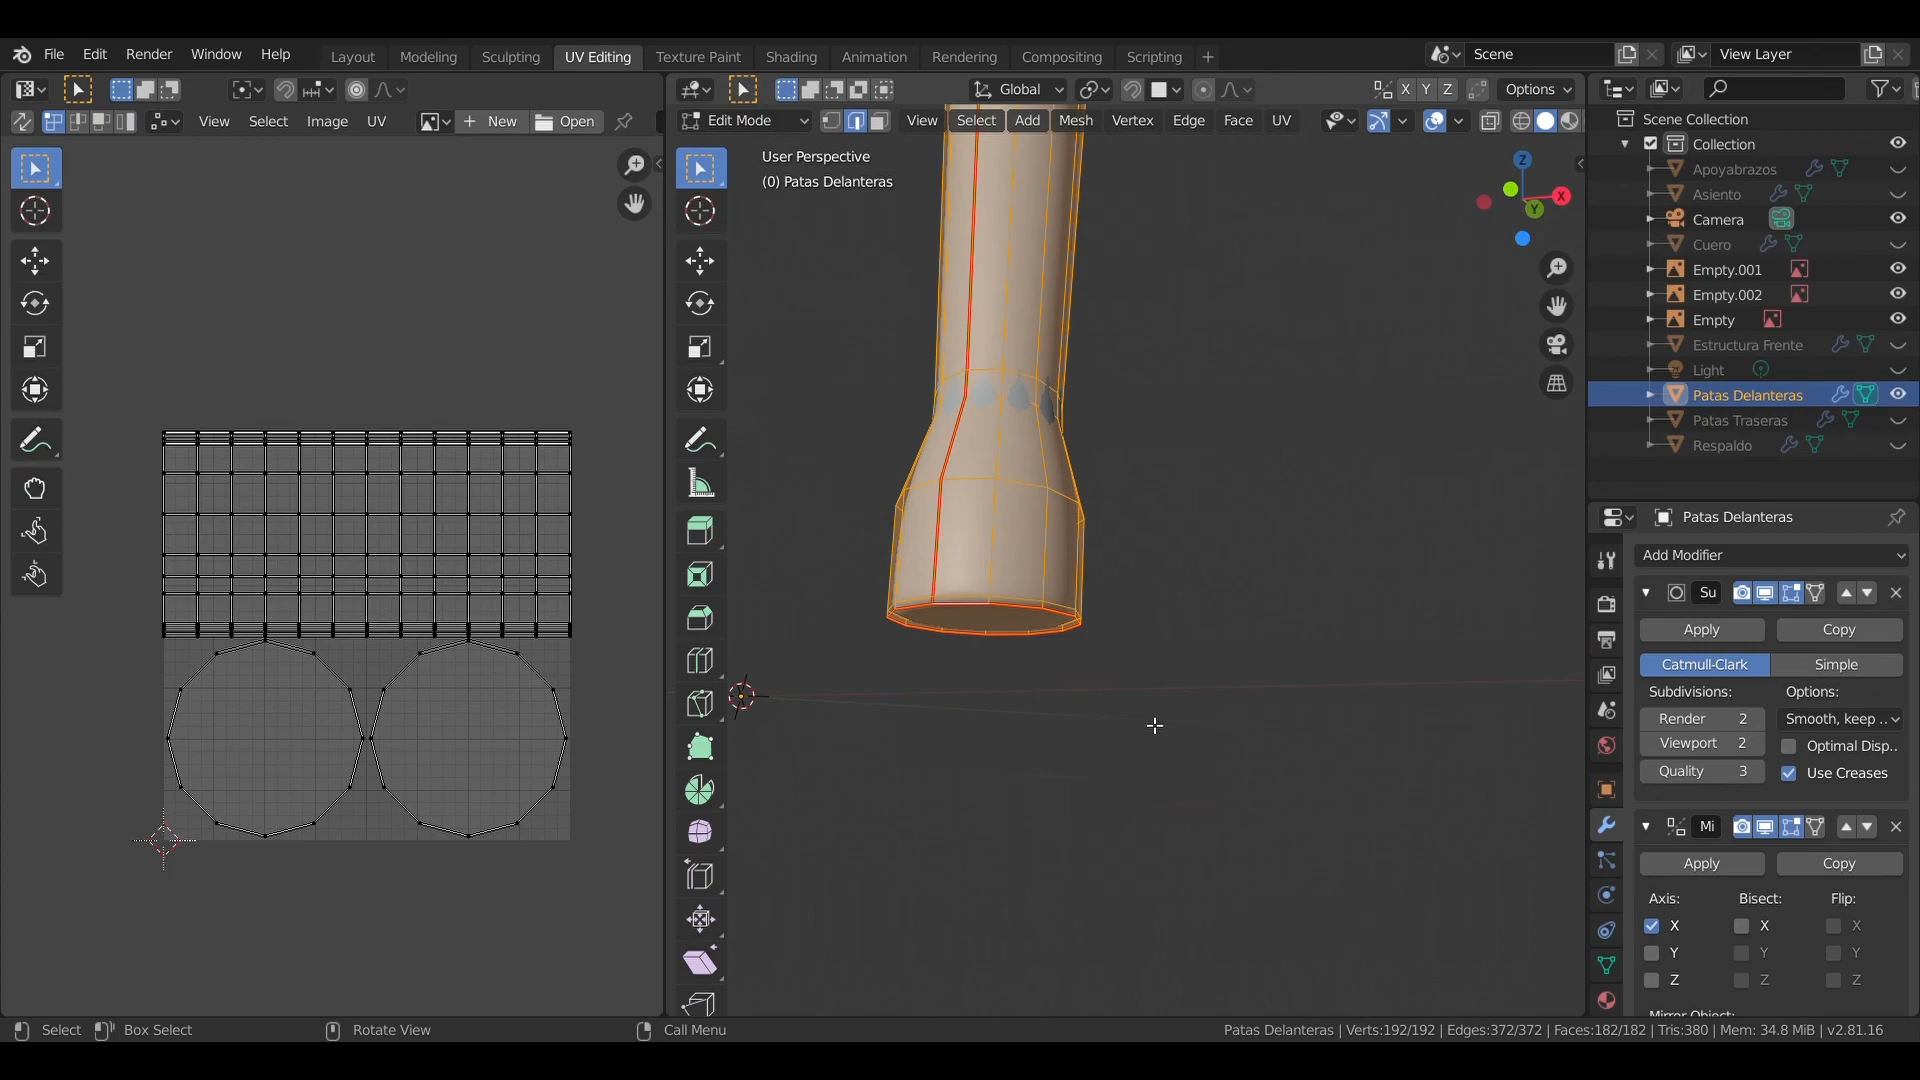 File Edit Render Window Help Layout Modeling Sculpting UV Editing Texture Paint Shading Animation Rendering Compositing Scripting + Scene View Layer
Global X Y Z Options
View Select Image UV + New Open Edit Mode View Select Add Mesh Vertex Edge Face UV
User Perspective
(0) Patas Delanteras
Z
X
Y
Scene Collection
Collection
Apoyabrazos
Asiento
Camera
Cuero
Empty.001
Empty.002
Empty
Estructura Frente
Light
Patas Delanteras
Patas Traseras
Respaldo
Patas Delanteras
Add Modifier
Su
Apply Copy
Catmull-Clark Simple
Subdivisions: Options:
Render 2 Smooth, keep ..
Viewport 2 Optimal Disp..
Quality 3 Use Creases
Mi
Apply Copy
Axis: Bisect: Flip:
X X X
Y Y Y
Z Z Z
Mirror Object:
Select Box Select Rotate View Call Menu Patas Delanteras | Verts:192/192 | Edges:372/372 | Faces:182/182 | Tris:380 | Mem: 34.8 MiB | v2.81.16